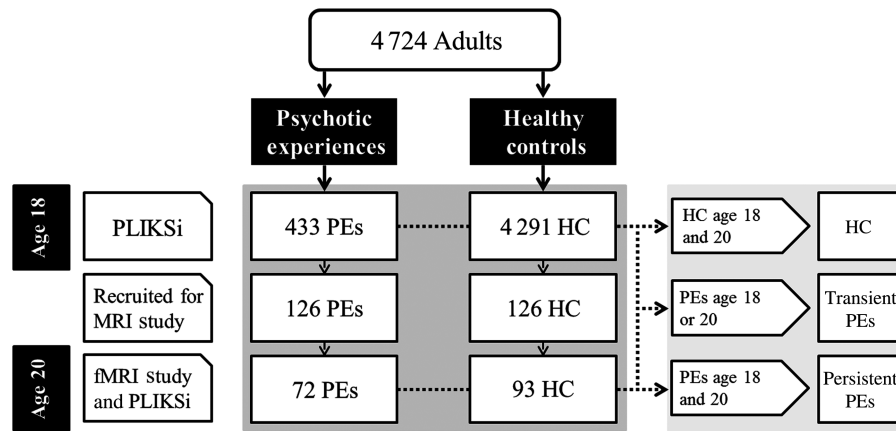 4 724 Adults
Psychotic
experiences
Healthy
controls
Age 18
PLIKSi
433 PEs
4 291 HC
HC age 18
and 20
HC
Recruited for
MRI study
126 PEs
126 HC
PEs age 18
or 20
Transient
PEs
Age 20
fMRI study
and PLIKSi
72 PEs
93 HC
PEs age 18
and 20
Persistent
PEs